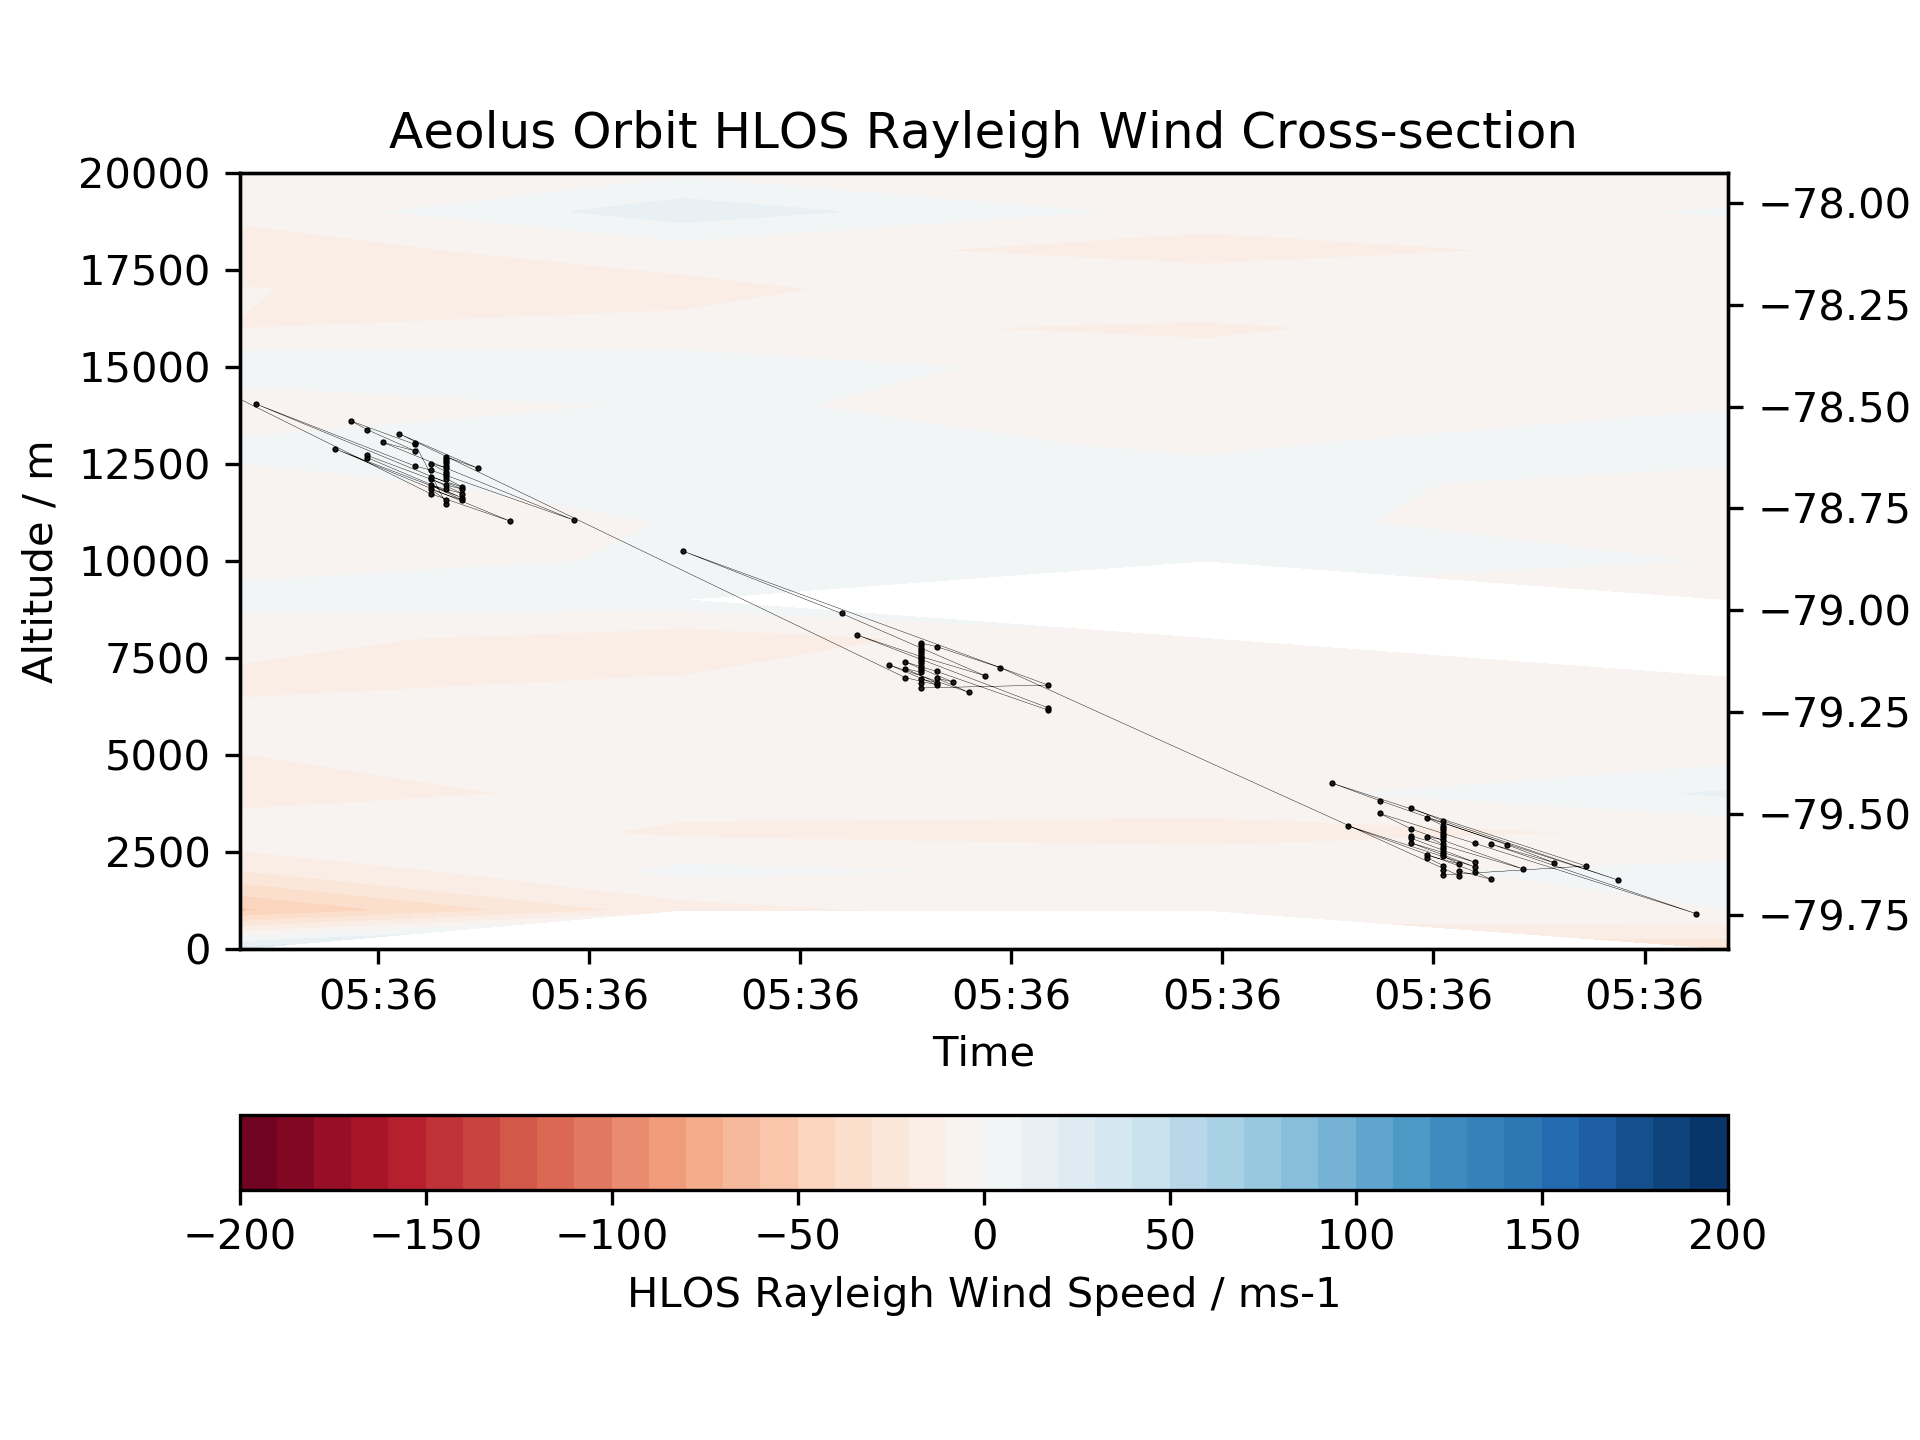 Aeolus Orbit HLOS Rayleigh Wind Cross-section
20000
17500
15000
12500
10000
7500
5000
2500
0
Altitude / m
−78.00
−78.25
−78.50
−78.75
−79.00
−79.25
−79.50
−79.75
05:36 05:36 05:36 05:36 05:36 05:36 05:36
Time
−200 −150 −100 −50 0 50 100 150 200
HLOS Rayleigh Wind Speed / ms-1